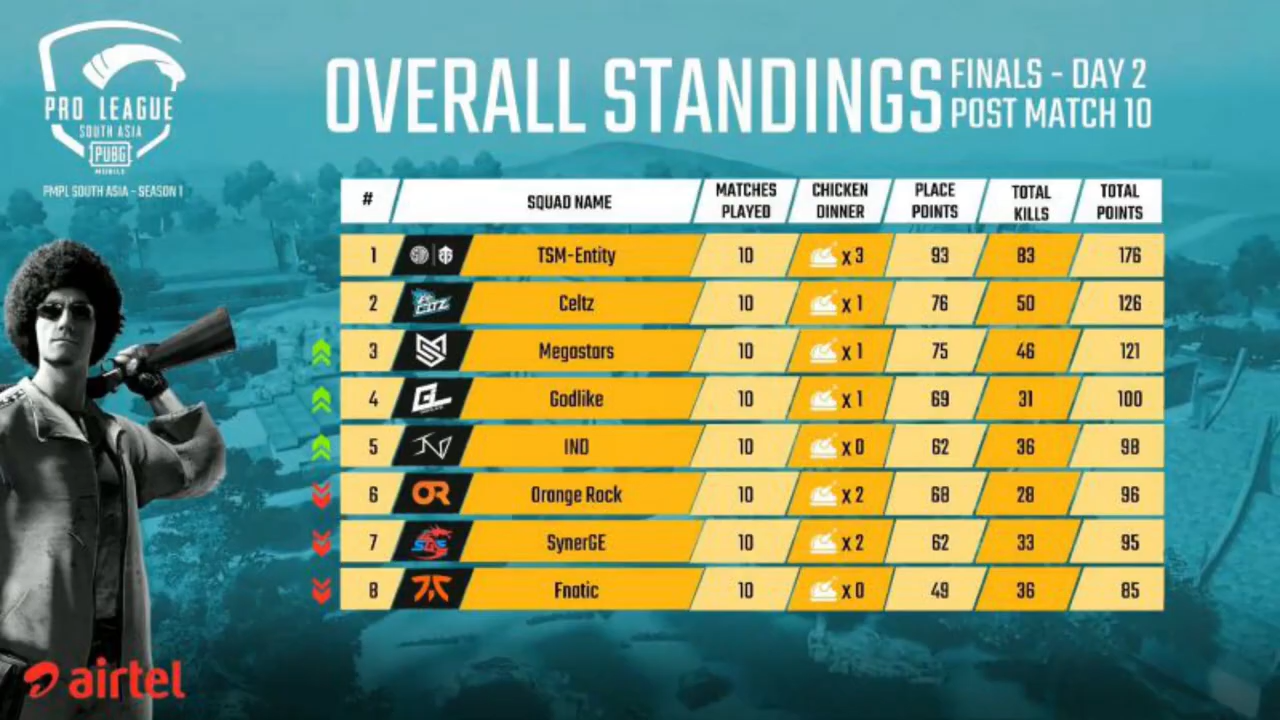 PRO LEAGUE
SOUTH ASIA
PUBG
MOBILE
PMPL SOUTH ASIA - SEASON 1
OVERALL STANDINGS
FINALS - DAY 2
POST MATCH 10
# SQUAD NAME MATCHES PLAYED CHICKEN DINNER PLACE POINTS TOTAL KILLS TOTAL POINTS
1 TSM-Entity 10 x 3 93 83 176
2 CELTZ Celtz 10 x 1 76 50 126
3 Megastars 10 x 1 75 46 121
4 GL Godlike 10 x 1 69 31 100
5 IND 10 x 0 62 36 98
6 OR Orange Rock 10 x 2 68 28 96
7 SGS SynerGE 10 x 2 62 33 95
8 Fnatic 10 x 0 49 36 85
airtel